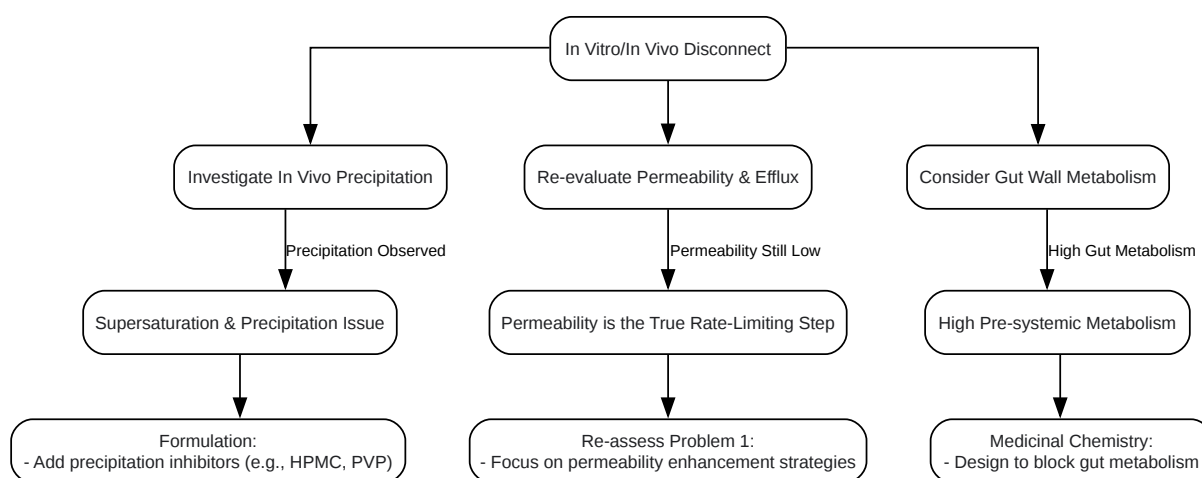 In Vitro/In Vivo Disconnect
Investigate In Vivo Precipitation
Re-evaluate Permeability & Efflux
Consider Gut Wall Metabolism
Precipitation Observed
Permeability Still Low
High Gut Metabolism
Supersaturation & Precipitation Issue
Permeability is the True Rate-Limiting Step
High Pre-systemic Metabolism
Formulation:
- Add precipitation inhibitors (e.g., HPMC, PVP)
Re-assess Problem 1:
- Focus on permeability enhancement strategies
Medicinal Chemistry:
- Design to block gut metabolism